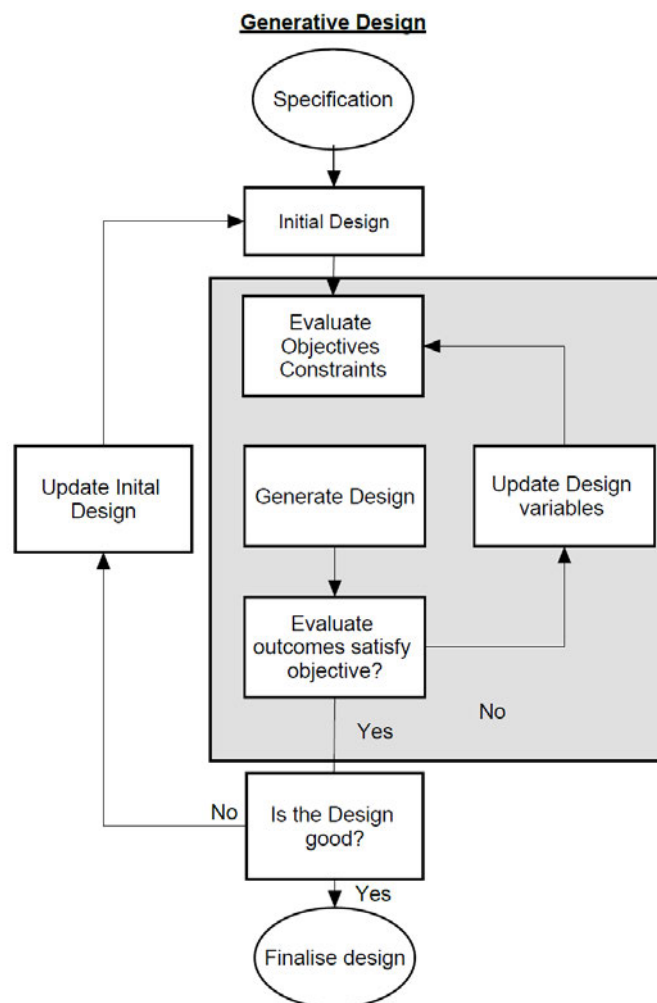 Generative Design
Specification
Initial Design
Evaluate
Objectives
Constraints
Update Inital
Design
Generate Design
Update Design
variables
Evaluate
outcomes satisfy
objective?
No
Yes
No
Is the Design
good?
Yes
Finalise design